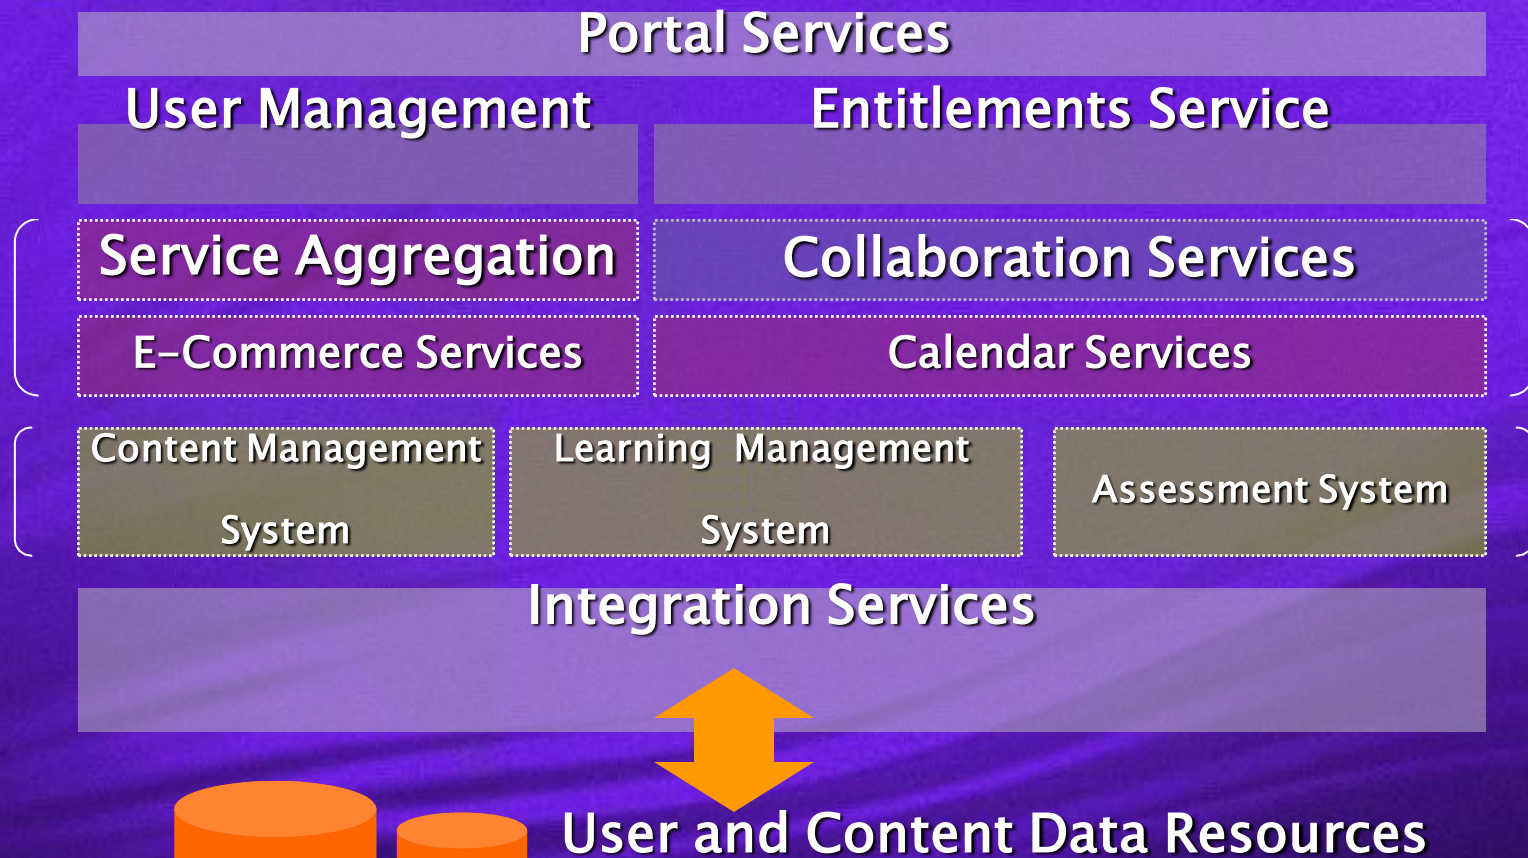 Portal Services
User Management
Entitlements Service
Service Aggregation
Collaboration Services
E-Commerce Services
Calendar Services
Content Management
System
Learning Management
System
Assessment System
Integration Services
User and Content Data Resources